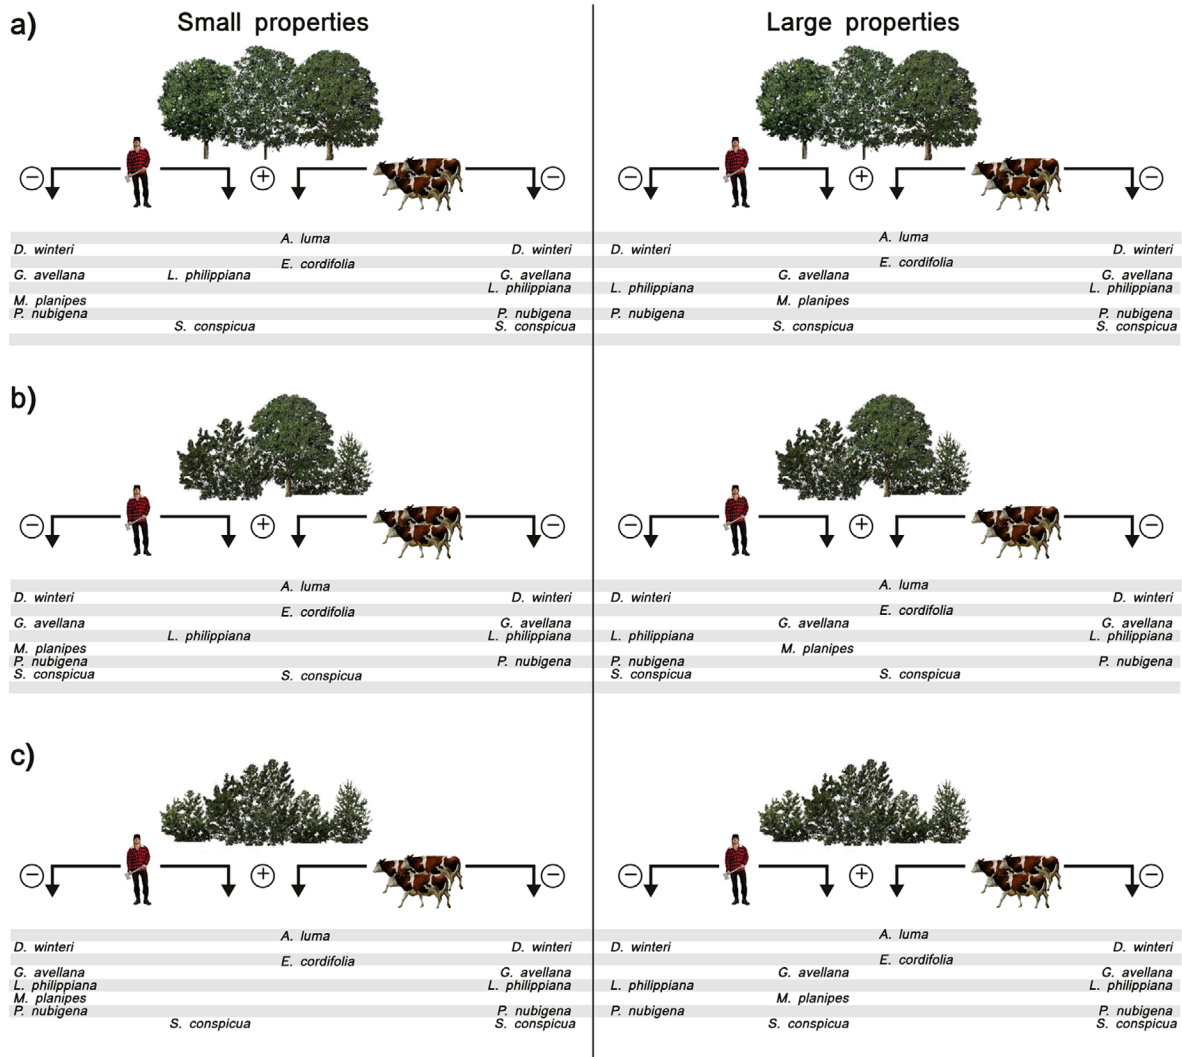 a) Small properties Large properties
− + − − + −
A. luma A. luma
D. winteri D. winteri D. winteri D. winteri
E. cordifolia E. cordifolia
G. avellana L. philippiana G. avellana G. avellana G. avellana
L. philippiana L. philippiana L. philippiana
M. planipes M. planipes
P. nubigena P. nubigena P. nubigena P. nubigena
S. conspicua S. conspicua S. conspicua S. conspicua
b)
− + − − + −
A. luma A. luma
D. winteri D. winteri D. winteri D. winteri
E. cordifolia E. cordifolia
G. avellana G. avellana G. avellana G. avellana
L. philippiana L. philippiana L. philippiana L. philippiana
M. planipes M. planipes
P. nubigena P. nubigena P. nubigena P. nubigena
S. conspicua S. conspicua S. conspicua S. conspicua
c)
− + − − + −
A. luma A. luma
D. winteri D. winteri D. winteri D. winteri
E. cordifolia E. cordifolia
G. avellana G. avellana G. avellana G. avellana
L. philippiana L. philippiana L. philippiana L. philippiana
M. planipes M. planipes
P. nubigena P. nubigena P. nubigena P. nubigena
S. conspicua S. conspicua S. conspicua S. conspicua